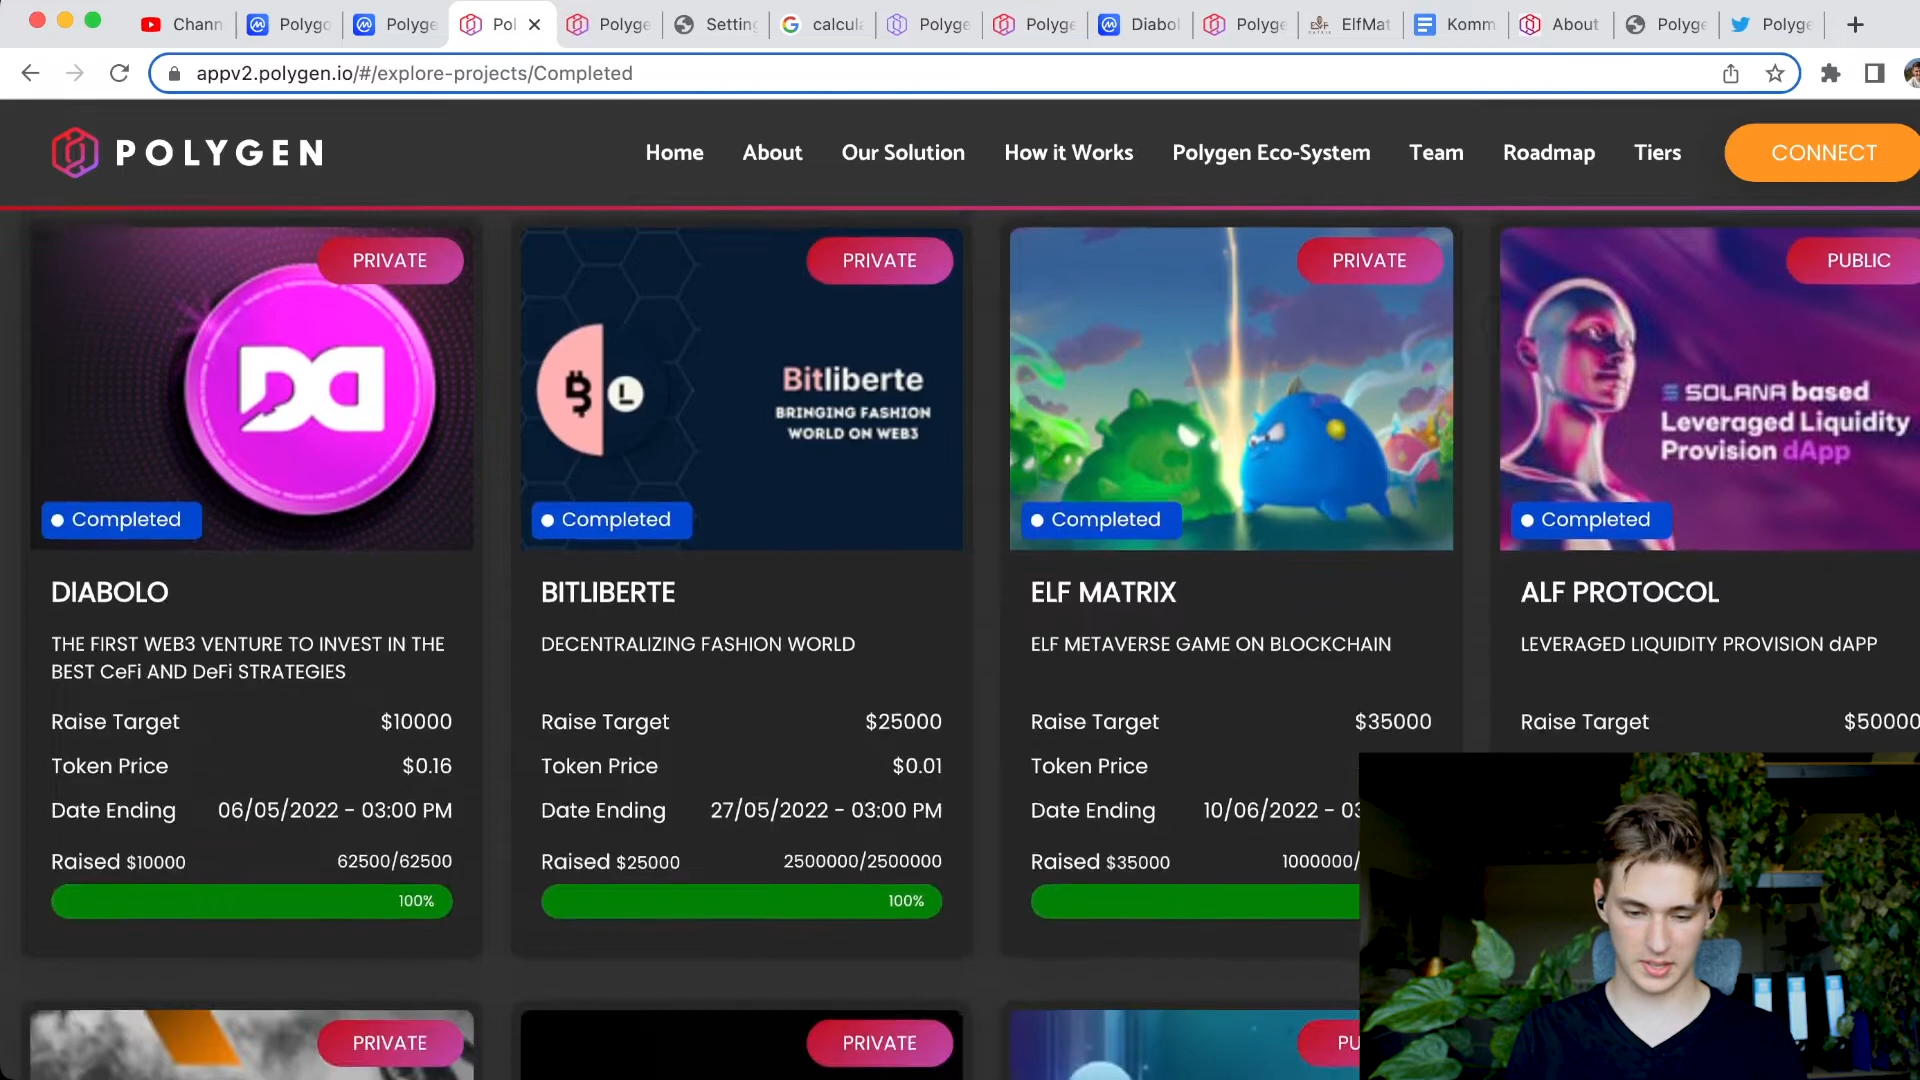 Chann
Polygo
Polyge
Pol
Polyge
Setting
calcula
Polyge
Polyge
Diabol
Polyge
ElfMat
Komm
About
Polyge
Polyge
appv2.polygen.io/#/explore-projects/Completed
POLYGEN
Home About Our Solution How it Works Polygen Eco-System Team Roadmap Tiers CONNECT
PRIVATE
Completed
DIABOLO
THE FIRST WEB3 VENTURE TO INVEST IN THE
BEST CeFi AND DeFi STRATEGIES
Raise Target $10000
Token Price $0.16
Date Ending 06/05/2022 - 03:00 PM
Raised $10000 62500/62500
100%
PRIVATE
Bitliberte
BRINGING FASHION
WORLD ON WEB3
Completed
BITLIBERTE
DECENTRALIZING FASHION WORLD
Raise Target $25000
Token Price $0.01
Date Ending 27/05/2022 - 03:00 PM
Raised $25000 2500000/2500000
100%
PRIVATE
Completed
ELF MATRIX
ELF METAVERSE GAME ON BLOCKCHAIN
Raise Target $35000
Token Price
Date Ending 10/06/2022 - 03
Raised $35000 1000000/
PUBLIC
SOLANA based
Leveraged Liquidity
Provision dApp
Completed
ALF PROTOCOL
LEVERAGED LIQUIDITY PROVISION dAPP
Raise Target $50000
PRIVATE
PRIVATE
PU